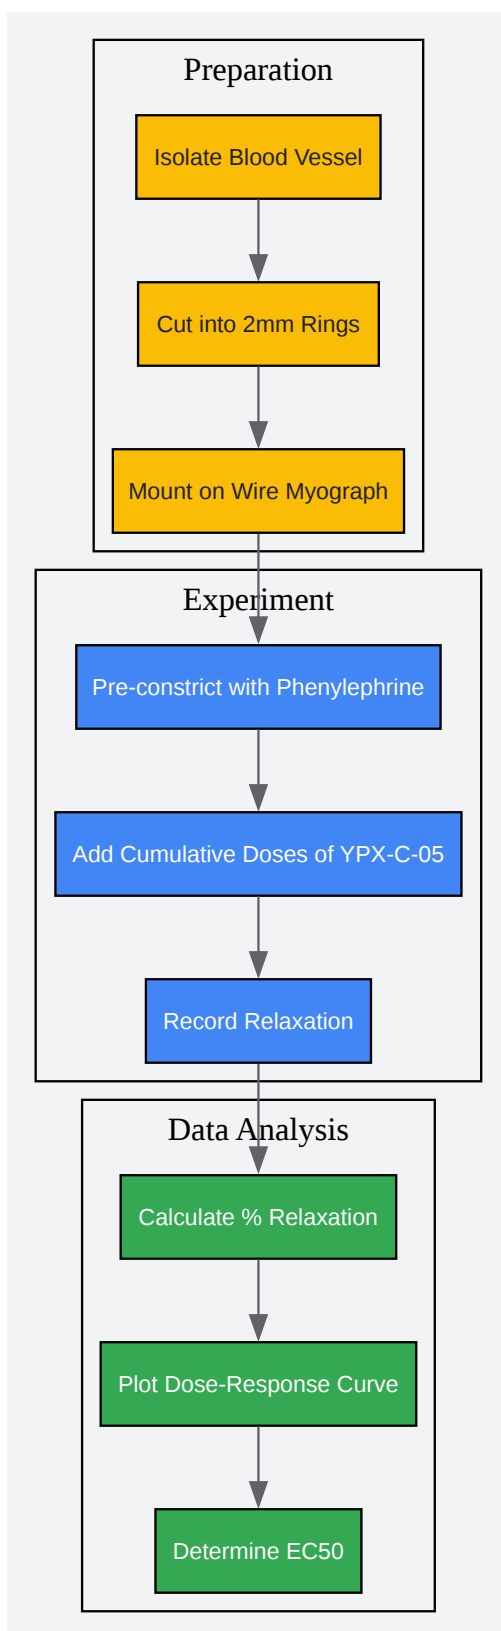 Preparation
Isolate Blood Vessel
Cut into 2mm Rings
Mount on Wire Myograph
Experiment
Pre-constrict with Phenylephrine
Add Cumulative Doses of YPX-C-05
Record Relaxation
Data Analysis
Calculate % Relaxation
Plot Dose-Response Curve
Determine EC50